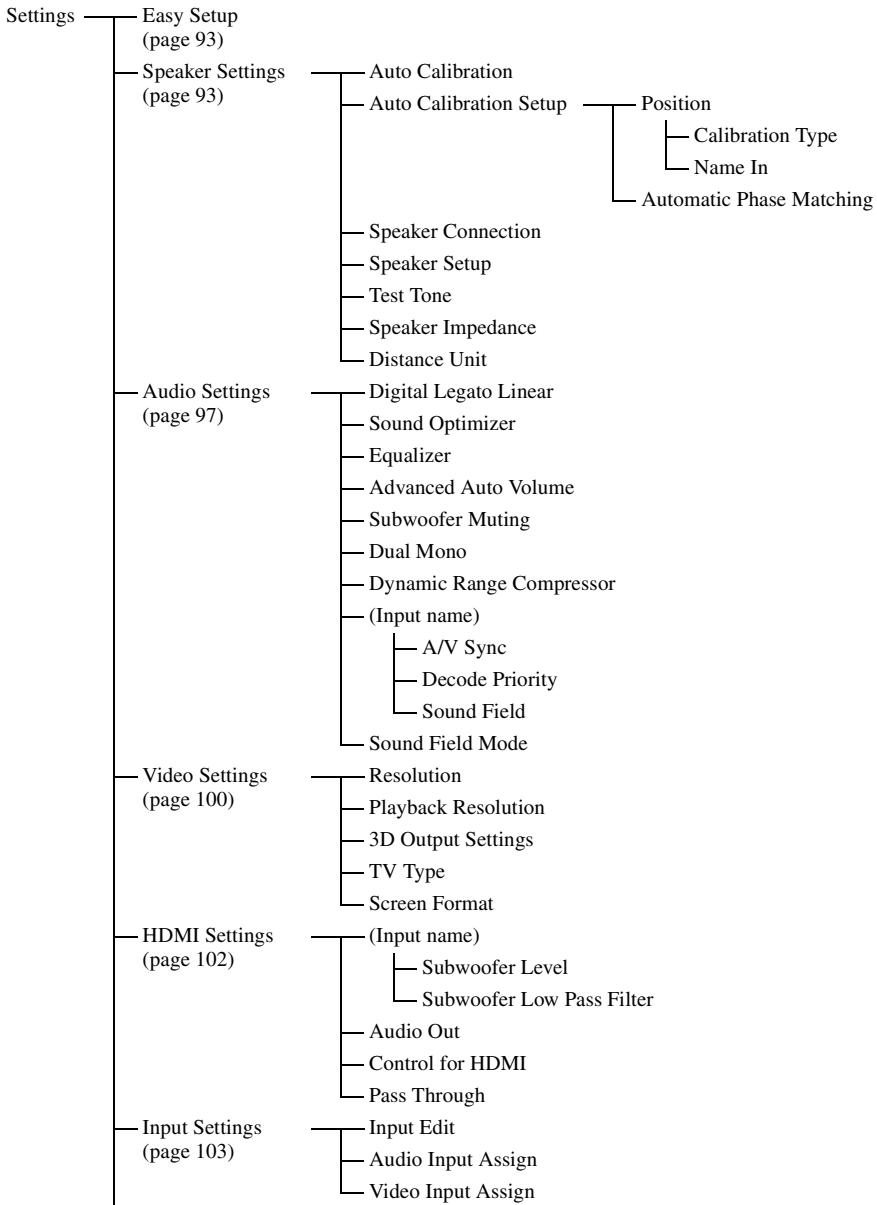 Settings
Easy Setup
(page 93)
Speaker Settings
(page 93)
Auto Calibration
Auto Calibration Setup
Position
Calibration Type
Name In
Automatic Phase Matching
Speaker Connection
Speaker Setup
Test Tone
Speaker Impedance
Distance Unit
Audio Settings
(page 97)
Digital Legato Linear
Sound Optimizer
Equalizer
Advanced Auto Volume
Subwoofer Muting
Dual Mono
Dynamic Range Compressor
(Input name)
A/V Sync
Decode Priority
Sound Field
Sound Field Mode
Video Settings
(page 100)
Resolution
Playback Resolution
3D Output Settings
TV Type
Screen Format
HDMI Settings
(page 102)
(Input name)
Subwoofer Level
Subwoofer Low Pass Filter
Audio Out
Control for HDMI
Pass Through
Input Settings
(page 103)
Input Edit
Audio Input Assign
Video Input Assign